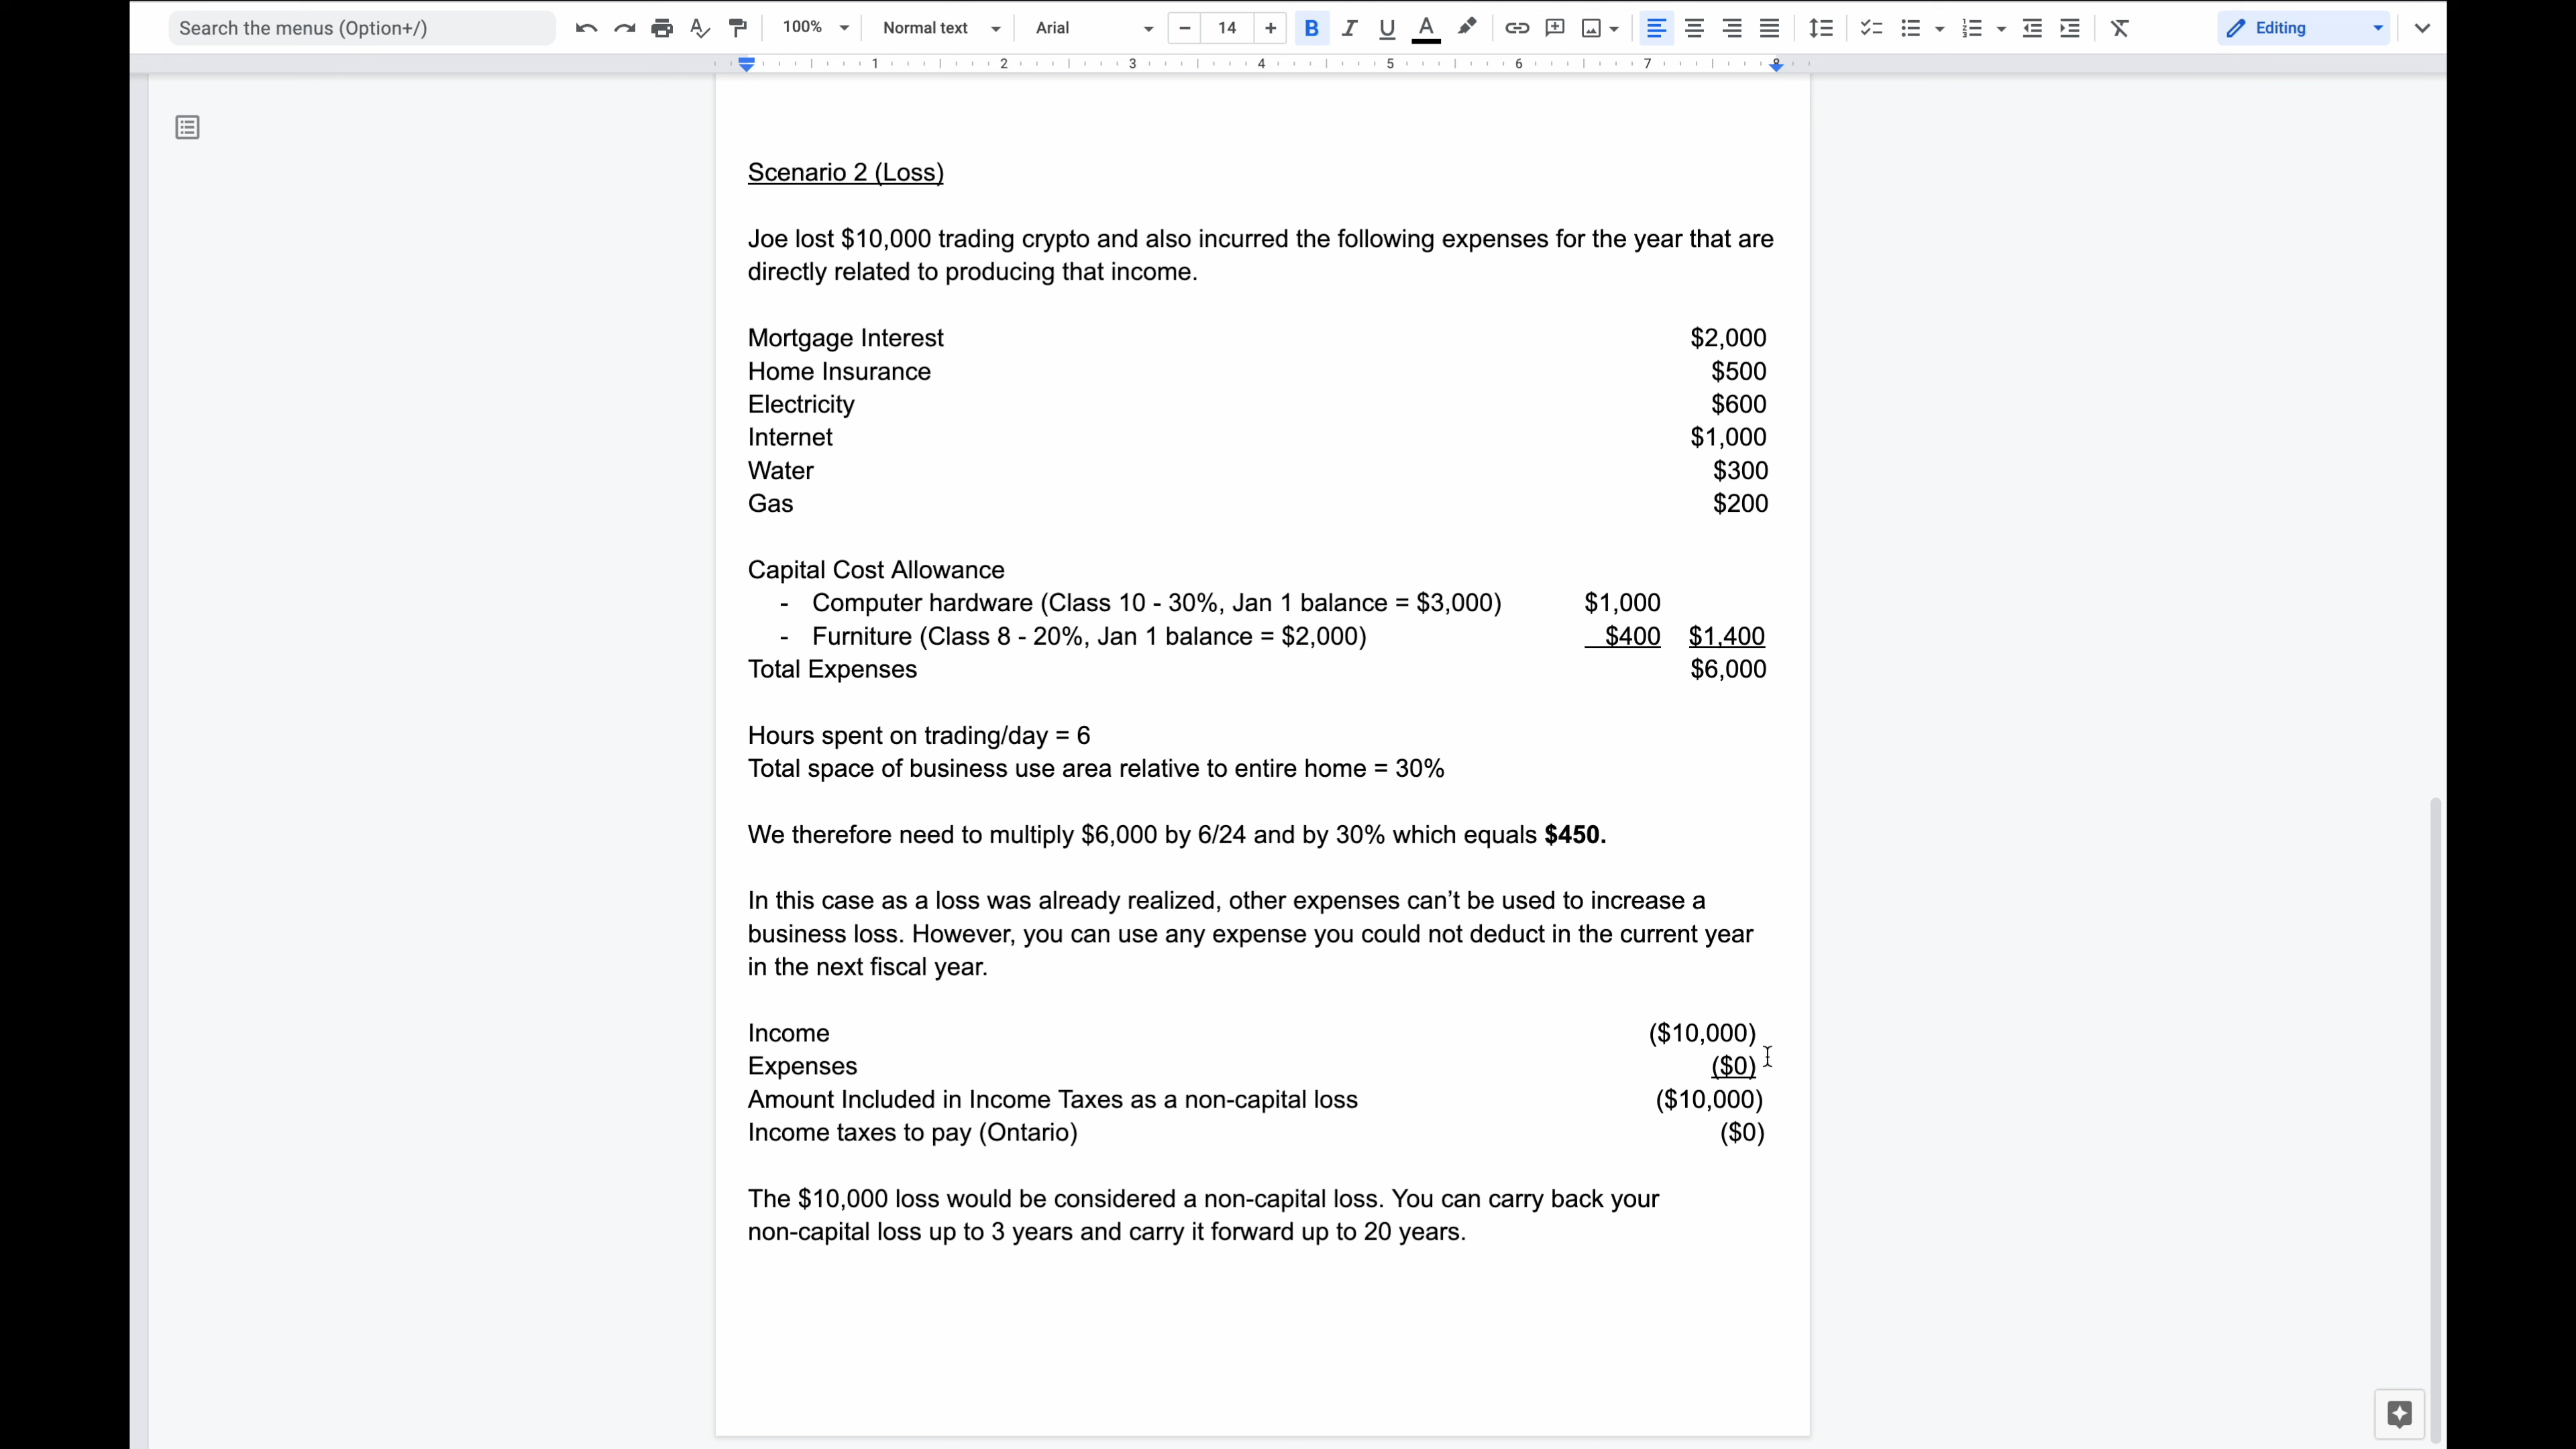 Search the menus (Option+/)
100%
Normal text
Arial
14
Editing
1 2 3 4 5 6 7 8
Scenario 2 (Loss)
Joe lost $10,000 trading crypto and also incurred the following expenses for the year that are
directly related to producing that income.
Mortgage Interest $2,000
Home Insurance $500
Electricity $600
Internet $1,000
Water $300
Gas $200
Capital Cost Allowance
- Computer hardware (Class 10 - 30%, Jan 1 balance = $3,000) $1,000
- Furniture (Class 8 - 20%, Jan 1 balance = $2,000) $400 $1,400
Total Expenses $6,000
Hours spent on trading/day = 6
Total space of business use area relative to entire home = 30%
We therefore need to multiply $6,000 by 6/24 and by 30% which equals $450.
In this case as a loss was already realized, other expenses can’t be used to increase a
business loss. However, you can use any expense you could not deduct in the current year
in the next fiscal year.
Income ($10,000)
Expenses ($0)
Amount Included in Income Taxes as a non-capital loss ($10,000)
Income taxes to pay (Ontario) ($0)
The $10,000 loss would be considered a non-capital loss. You can carry back your
non-capital loss up to 3 years and carry it forward up to 20 years.